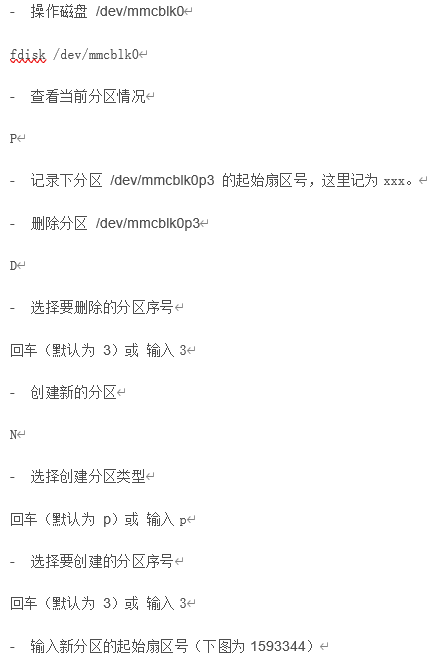 - 操作磁盘 /dev/mmcblk0
fdisk /dev/mmcblk0
- 查看当前分区情况
P
- 记录下分区 /dev/mmcblk0p3 的起始扇区号，这里记为 xxx。
- 删除分区 /dev/mmcblk0p3
D
- 选择要删除的分区序号
回车（默认为 3）或 输入 3
- 创建新的分区
N
- 选择创建分区类型
回车（默认为 p）或 输入 p
- 选择要创建的分区序号
回车（默认为 3）或 输入 3
- 输入新分区的起始扇区号（下图为 1593344）